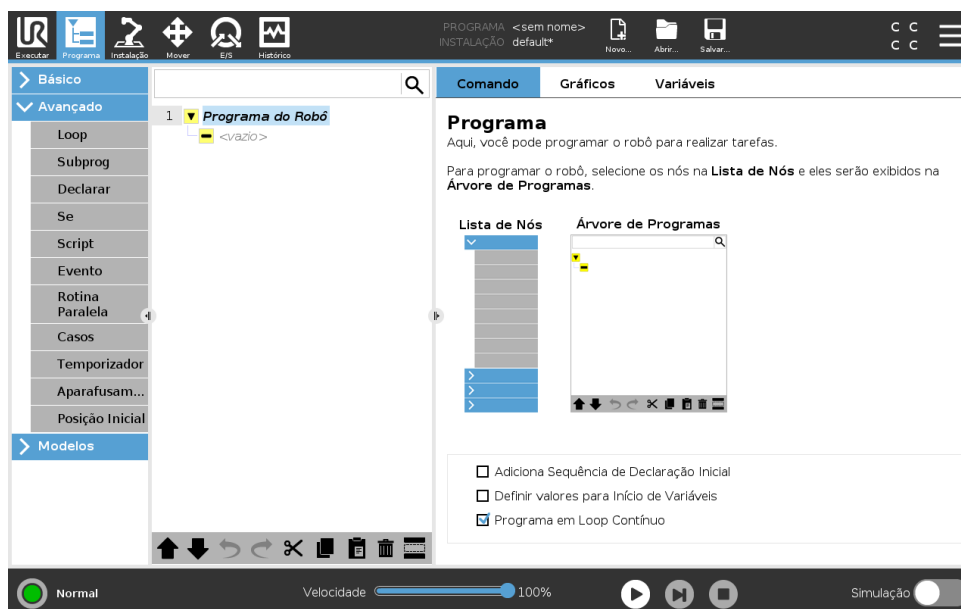 PROGRAMA <sem nome>
INSTALAÇÃO default*
Executar Programa Instalação Mover E/S Histórico
Novo... Abrir... Salvar...
C C
C C
Básico
Avançado
Loop
Subprog
Declarar
Se
Script
Evento
Rotina
Paralela
Casos
Temporizador
Aparafusam...
Posição Inicial
Modelos
1 Programa do Robô
<vazio>
Comando Gráficos Variáveis
Programa
Aqui, você pode programar o robô para realizar tarefas.
Para programar o robô, selecione os nós na Lista de Nós e eles serão exibidos na
Árvore de Programas.
Lista de Nós Árvore de Programas
Adiciona Sequência de Declaração Inicial
Definir valores para Início de Variáveis
Programa em Loop Contínuo
Normal
Velocidade 100%
Simulação